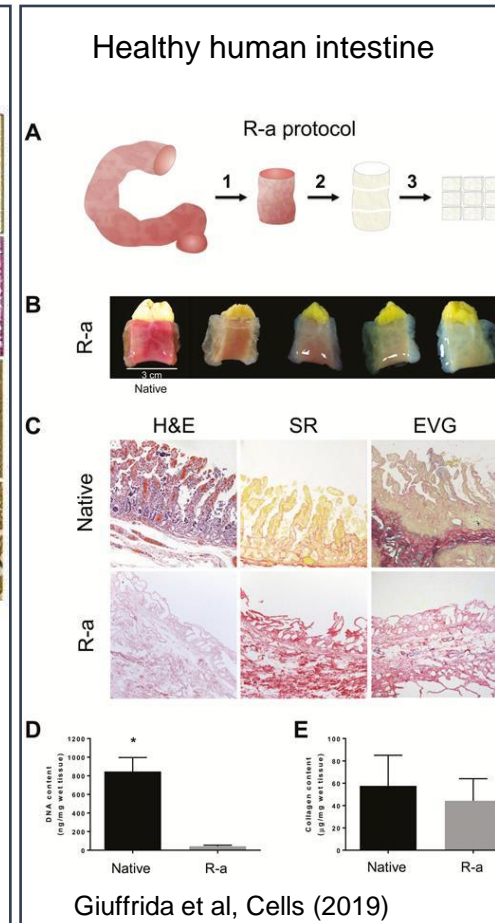 Healthy human intestine
A
R-a protocol
1 2 3
B
R-a
3 cm
Native
C
H&E SR EVG
Native
R-a
D
*
DNA content
(ng/mg wet tissue)
1200
1000
800
600
400
200
0
Native R-a
E
Collagen content
(µg/mg wet tissue)
100
80
60
40
20
0
Native R-a
Giuffrida et al, Cells (2019)